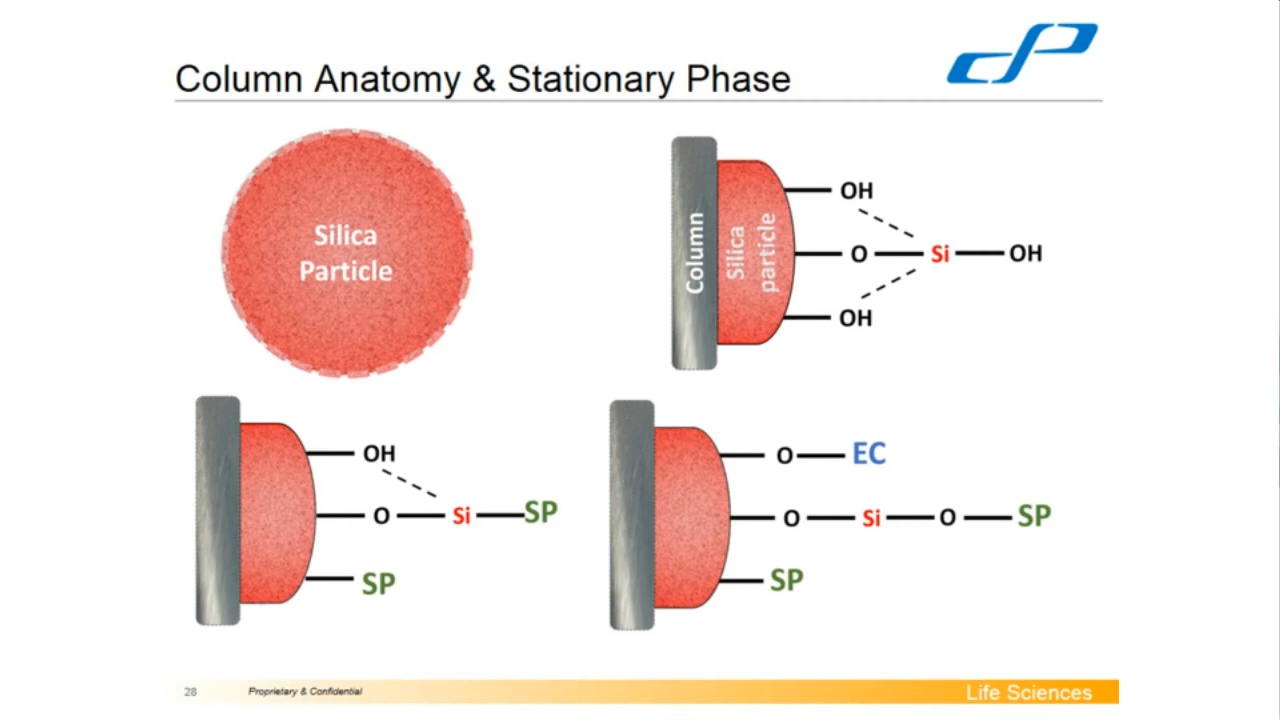 Column Anatomy & Stationary Phase
Silica
Particle
Column
Silica
particle
OH
O Si OH
OH
OH
O Si SP
SP
O EC
O Si O SP
SP
28 Proprietary & Confidential Life Sciences